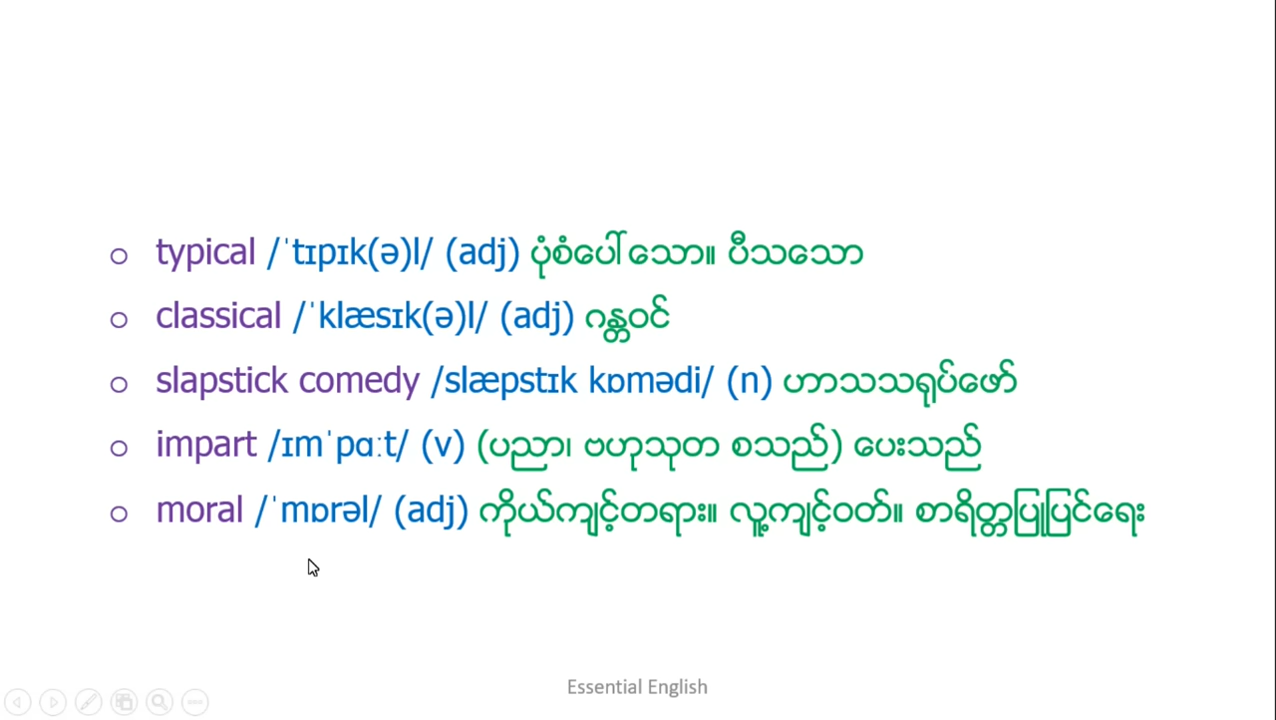 typical /ˈtɪpɪk(ə)l/ (adj) ပုံစံပေါ်သော။ ပီသသော
classical /ˈklæsɪk(ə)l/ (adj) ဂန္တဝင်
slapstick comedy /slæpstɪk kɒmədi/ (n) ဟာသသရုပ်ဖော်
impart /ɪmˈpɑːt/ (v) (ပညာ၊ ဗဟုသုတ စသည်) ပေးသည်
moral /ˈmɒrəl/ (adj) ကိုယ်ကျင့်တရား။ လူ့ကျင့်ဝတ်။ စာရိတ္တပြုပြင်ရေး
Essential English